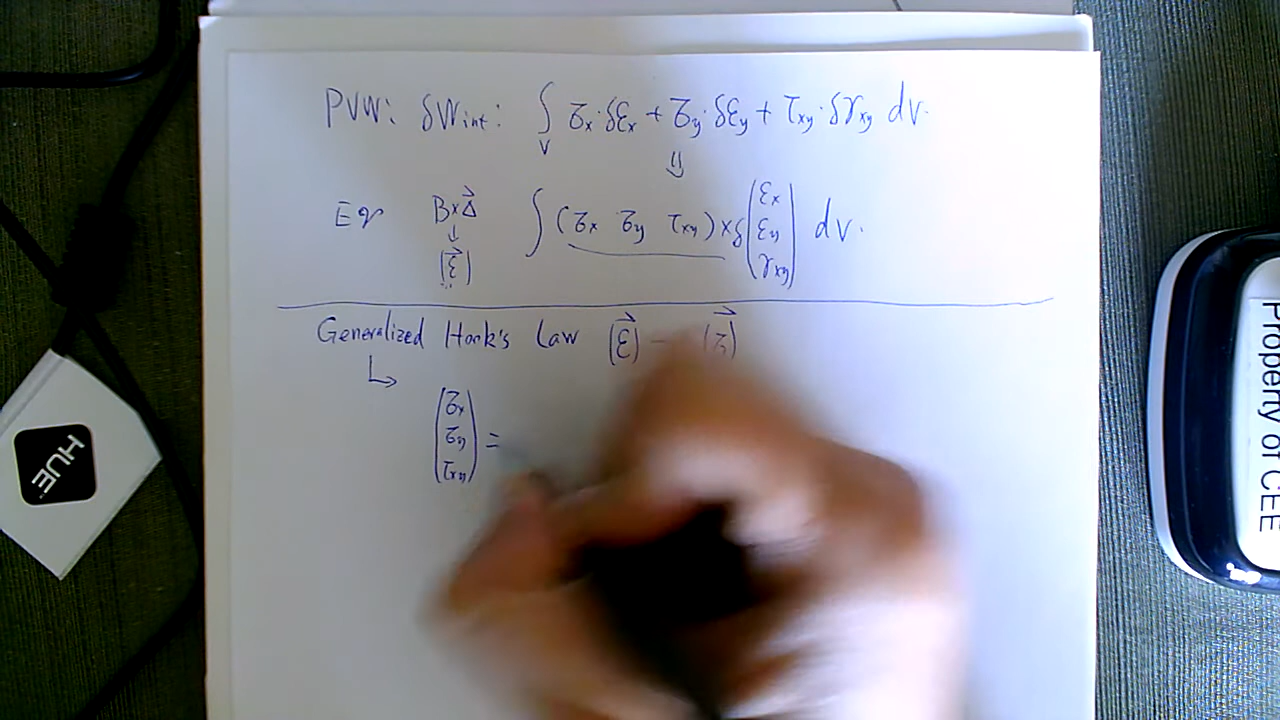 PVW: δWint: ∫V σx·δεx + σy·δεy + τxy·δγxy dv.
⇓
Eq B×Δ⃗ ∫(σx σy τxy)×δ(εx εy γxy) dv.
↓
(ε⃗)
Generalized Hook's Law (ε⃗) (σ⃗)
↳
(σx σy τxy) =
HUE
Property of CEE